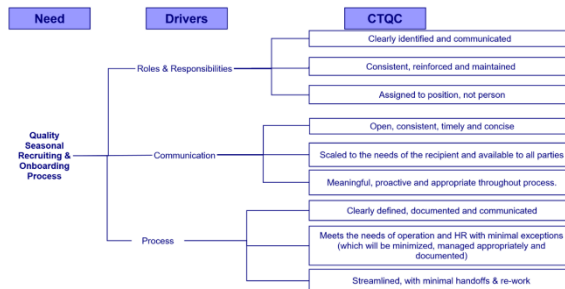 Need
Drivers
CTQC
Clearly identified and communicated
Roles & Responsibilities
Consistent, reinforced and maintained
Assigned to position, not person
Quality
Seasonal
Recruiting &
Onboarding
Process
Open, consistent, timely and concise
Communication
Scaled to the needs of the recipient and available to all parties
Meaningful, proactive and appropriate throughout process.
Clearly defined, documented and communicated
Process
Meets the needs of operation and HR with minimal exceptions
(which will be minimized, managed appropriately and
documented)
Streamlined, with minimal handoffs & re-work